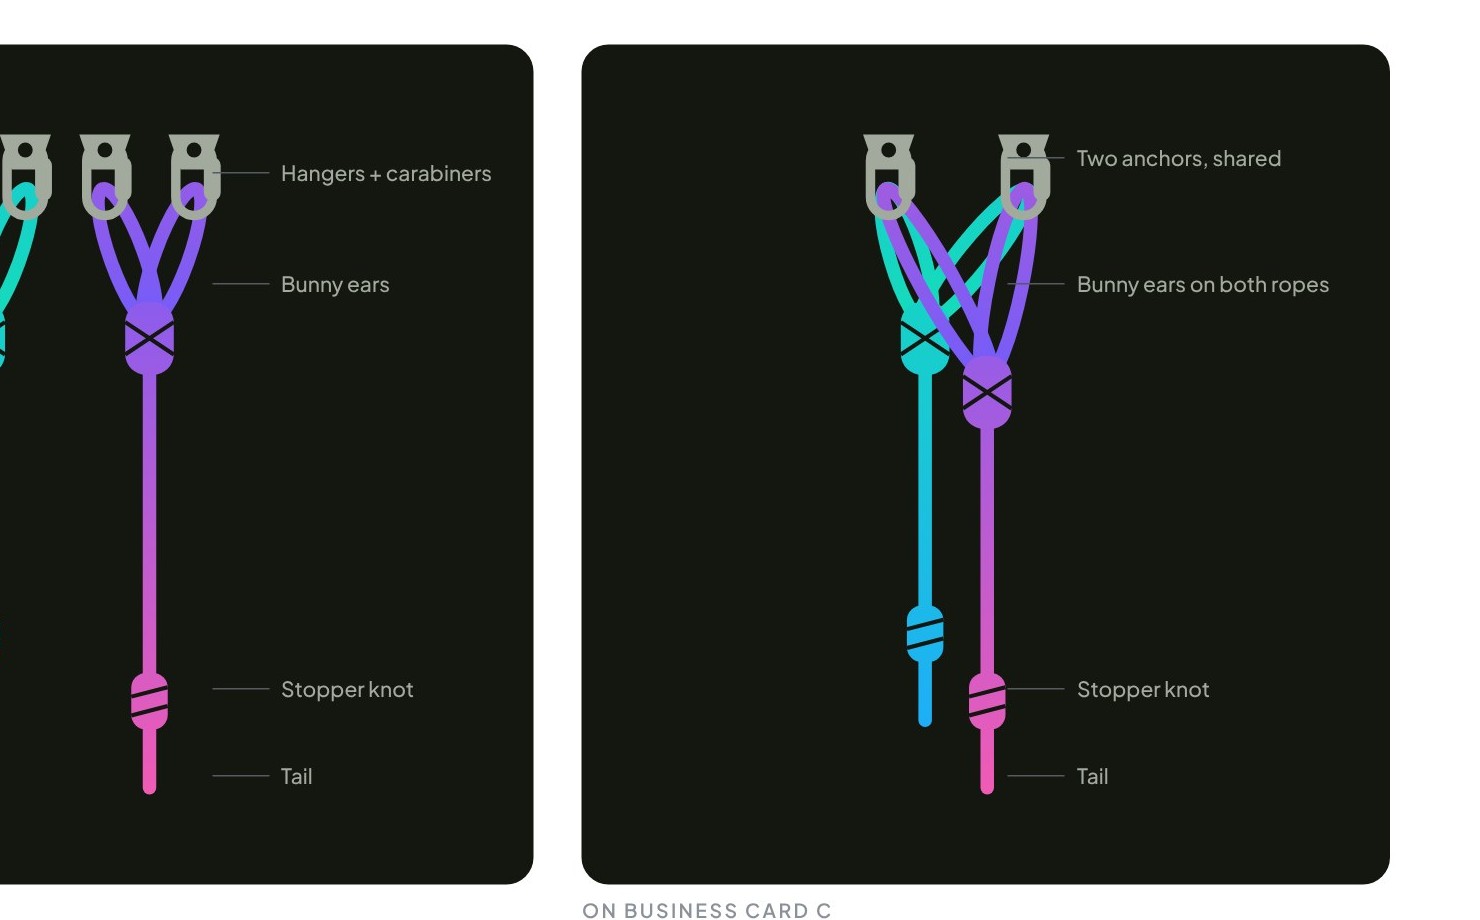 Hangers + carabiners
Bunny ears
Stopper knot
Tail
Two anchors, shared
Bunny ears on both ropes
Stopper knot
Tail
ON BUSINESS CARD C